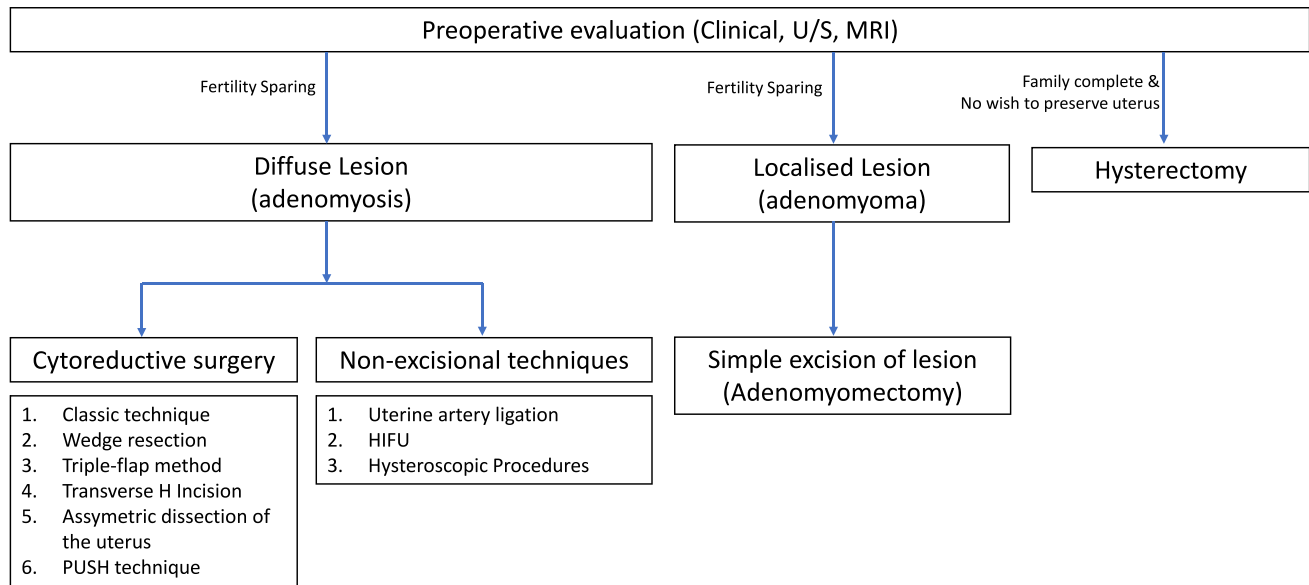 Preoperative evaluation (Clinical, U/S, MRI)
Fertility Sparing
Fertility Sparing
Family complete &
No wish to preserve uterus
Diffuse Lesion
(adenomyosis)
Localised Lesion
(adenomyoma)
Hysterectomy
Cytoreductive surgery
Non-excisional techniques
Simple excision of lesion
(Adenomyomectomy)
1. Classic technique
2. Wedge resection
3. Triple-flap method
4. Transverse H Incision
5. Assymetric dissection of
the uterus
6. PUSH technique
1. Uterine artery ligation
2. HIFU
3. Hysteroscopic Procedures